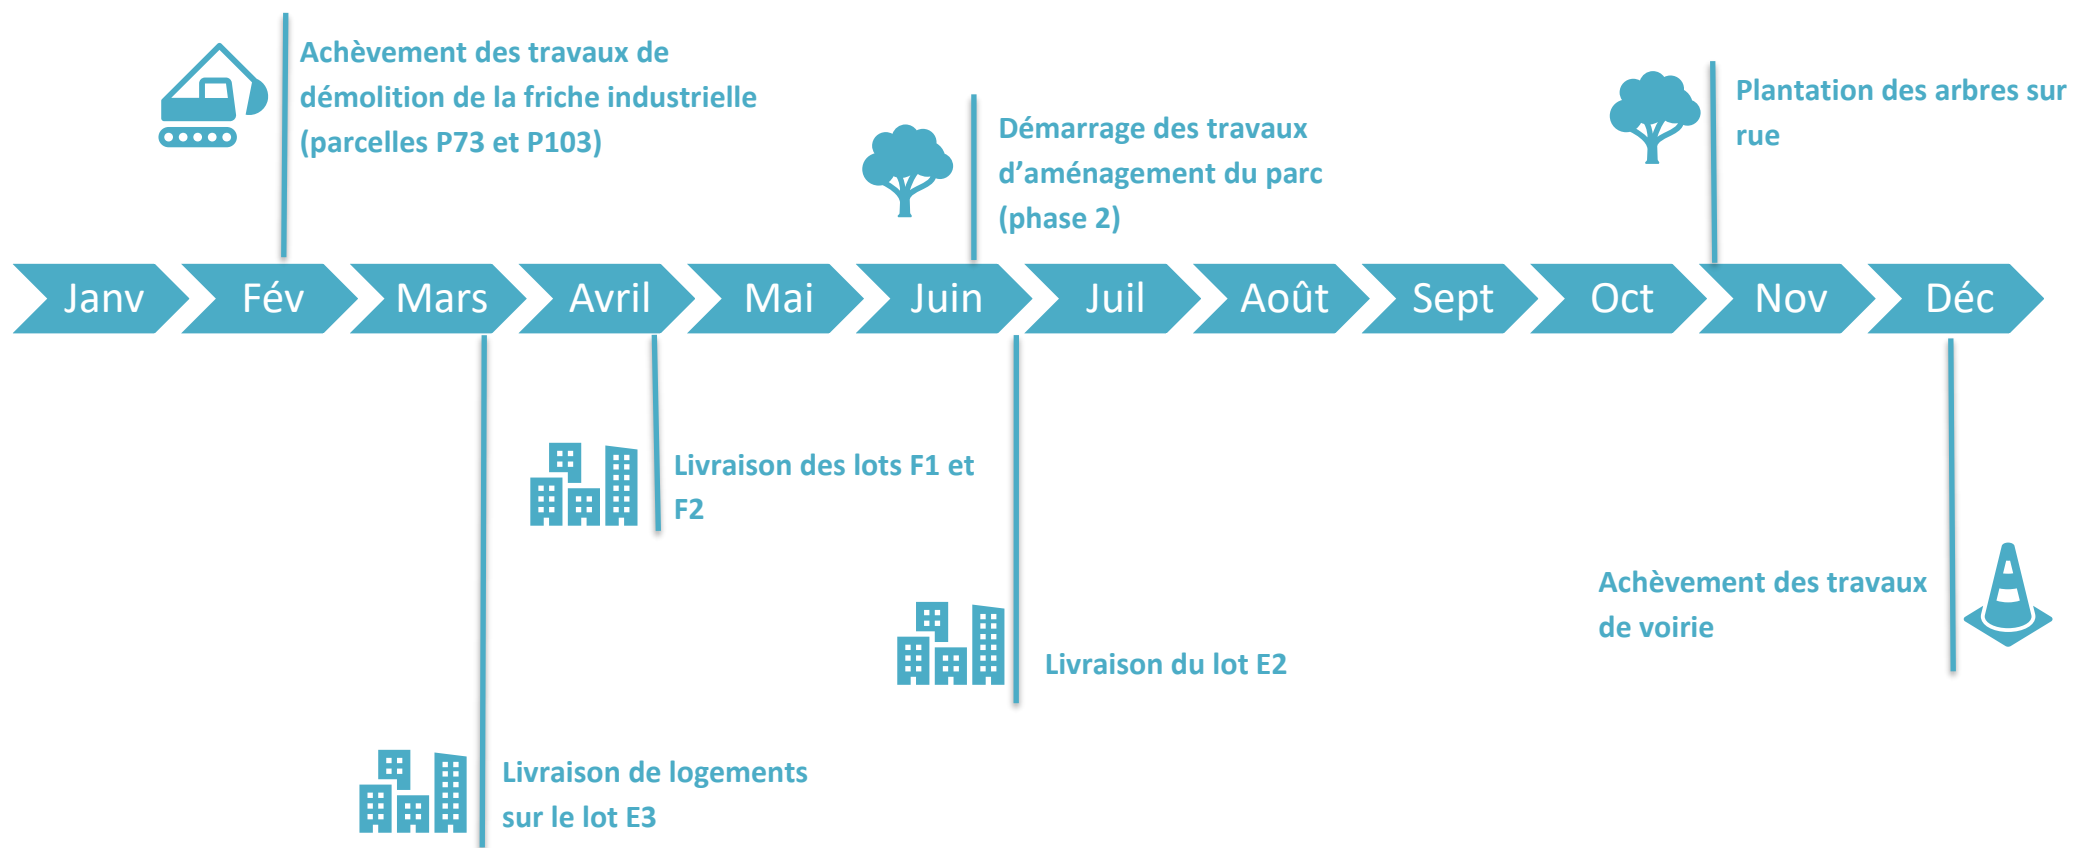 Achèvement des travaux de
démolition de la friche industrielle
(parcelles P73 et P103)
Démarrage des travaux
d’aménagement du parc
(phase 2)
Plantation des arbres sur
rue
Janv
Fév
Mars
Avril
Mai
Juin
Juil
Août
Sept
Oct
Nov
Déc
Livraison des lots F1 et
F2
Achèvement des travaux
de voirie
Livraison du lot E2
Livraison de logements
sur le lot E3